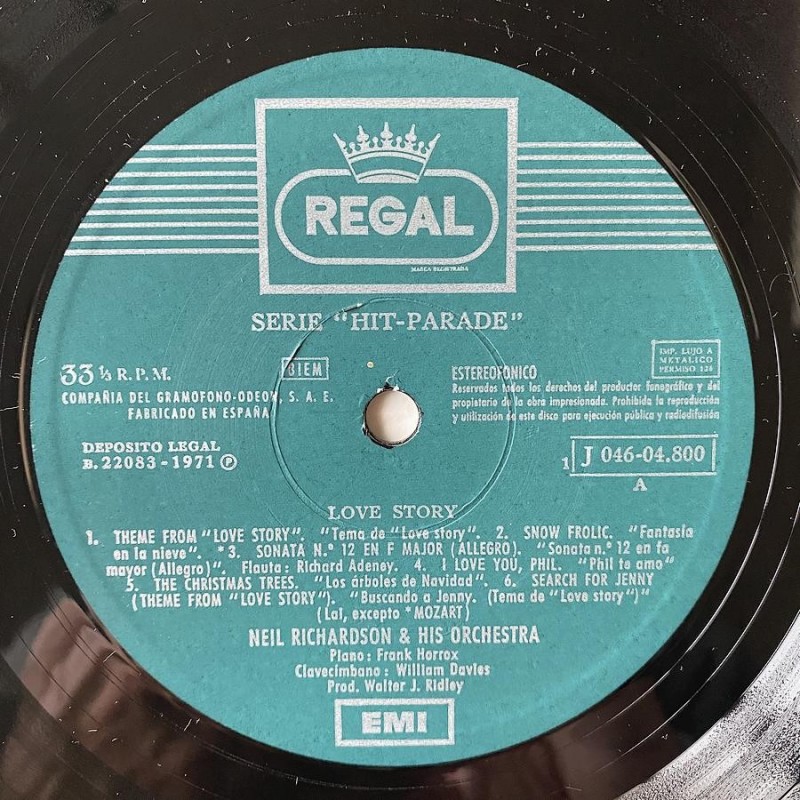 REGAL
MARCA REGISTRADA
SERIE "HIT-PARADE"
33 ⅓ R. P. M.
BIEM
COMPAÑIA DEL GRAMOFONO-ODEON, S. A. E.
FABRICADO EN ESPAÑA
ESTEREOFONICO
Reservados todos los derechos del productor fonográfico y del
propietario de la obra impresionada. Prohibida la reproducción
y utilización de este disco para ejecución pública y radiodifusión
IMP. LUJO A
METALICO
PERMISO 120
DEPOSITO LEGAL
B. 22083 - 1971 ℗
1 J 046-04.800
A
LOVE STORY
1. THEME FROM "LOVE STORY". "Tema de "Love story". 2. SNOW FROLIC. "Fantasia
en la nieve". *3. SONATA N.º 12 EN F MAJOR (ALLEGRO). "Sonata n.º 12 en fa
mayor (Allegro)". Flauta: Richard Adeney. 4. I LOVE YOU, PHIL. "Phil te amo"
5. THE CHRISTMAS TREES. "Los árboles de Navidad". 6. SEARCH FOR JENNY
(THEME FROM "LOVE STORY"). "Buscando a Jenny. (Tema de "Love story")"
(Lai, excepto *MOZART)
NEIL RICHARDSON & HIS ORCHESTRA
Piano: Frank Horrox
Clavecimbano: William Davies
Prod. Walter J. Ridley
EMI